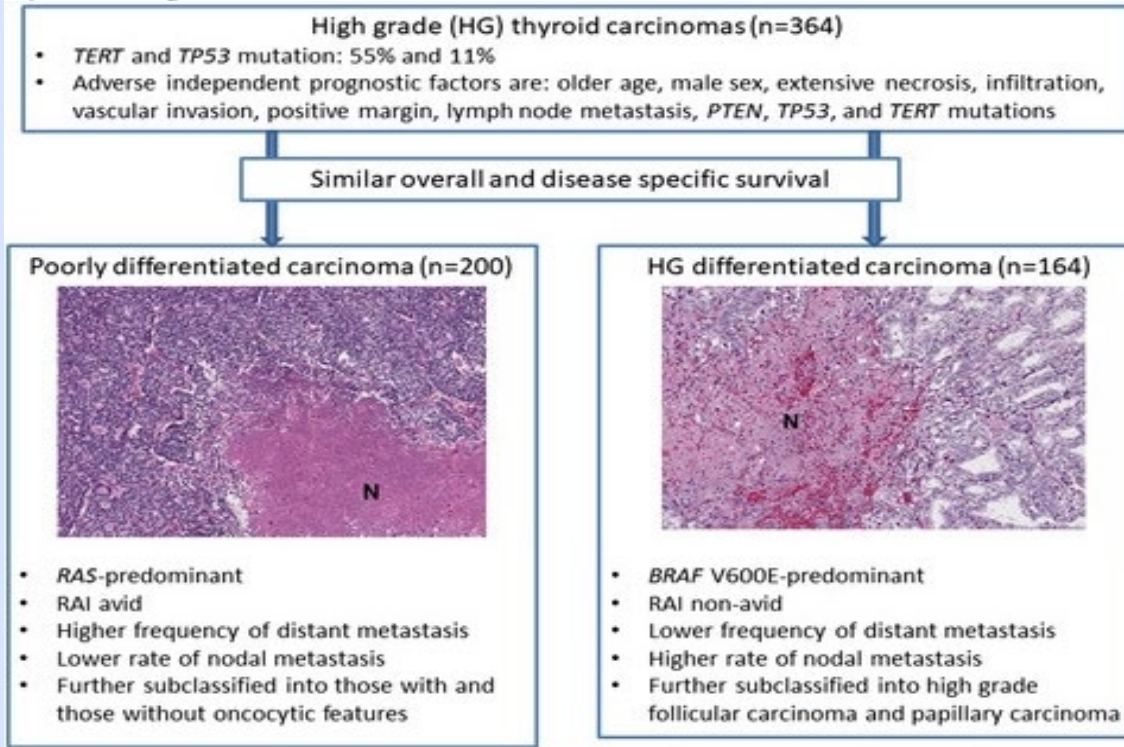 High grade (HG) thyroid carcinomas (n=364)
• TERT and TP53 mutation: 55% and 11%
• Adverse independent prognostic factors are: older age, male sex, extensive necrosis, infiltration,
vascular invasion, positive margin, lymph node metastasis, PTEN, TP53, and TERT mutations
Similar overall and disease specific survival
Poorly differentiated carcinoma (n=200)
N
• RAS-predominant
• RAI avid
• Higher frequency of distant metastasis
• Lower rate of nodal metastasis
• Further subclassified into those with and
those without oncocytic features
HG differentiated carcinoma (n=164)
N
• BRAF V600E-predominant
• RAI non-avid
• Lower frequency of distant metastasis
• Higher rate of nodal metastasis
• Further subclassified into high grade
follicular carcinoma and papillary carcinoma